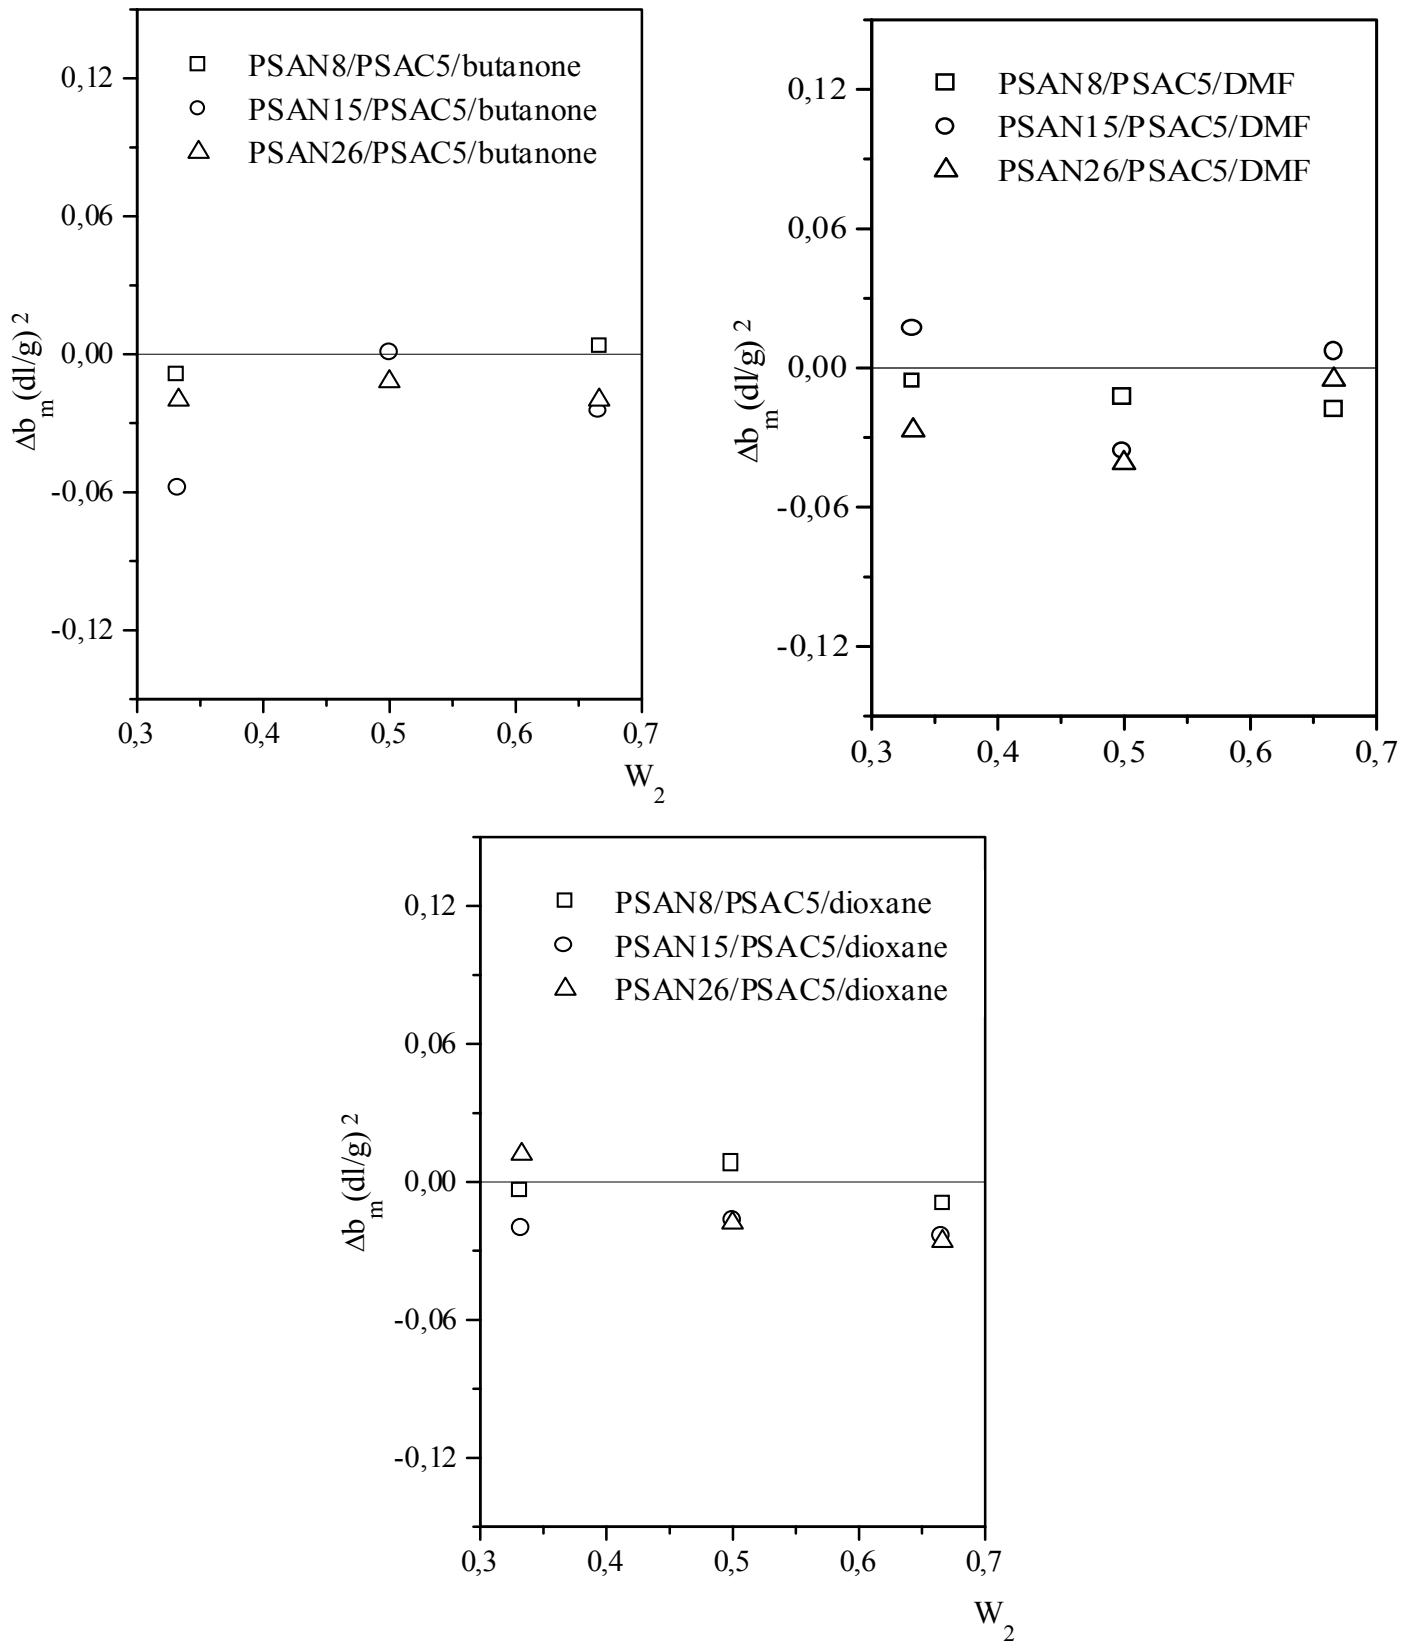 PSAN8/PSAC5/butanone
PSAN15/PSAC5/butanone
PSAN26/PSAC5/butanone
0,12
0,06
0,00
-0,06
-0,12
Δb_m(dl/g)^2
0,3 0,4 0,5 0,6 0,7
W_2
PSAN8/PSAC5/DMF
PSAN15/PSAC5/DMF
PSAN26/PSAC5/DMF
0,12
0,06
0,00
-0,06
-0,12
Δb_m(dl/g)^2
0,3 0,4 0,5 0,6 0,7
PSAN8/PSAC5/dioxane
PSAN15/PSAC5/dioxane
PSAN26/PSAC5/dioxane
0,12
0,06
0,00
-0,06
-0,12
Δb_m(dl/g)^2
0,3 0,4 0,5 0,6 0,7
W_2